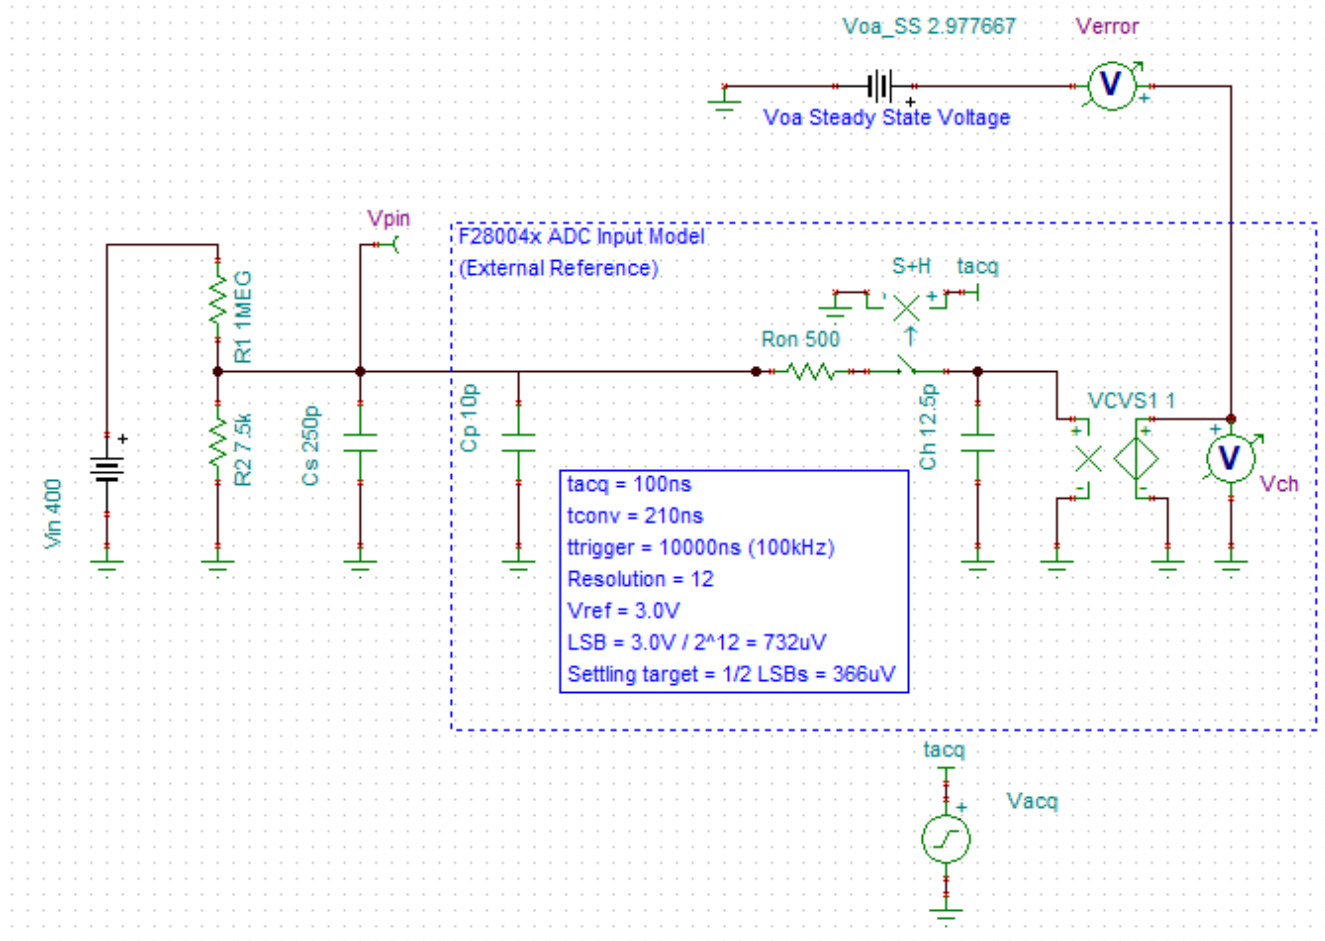 Voa_SS 2.977667
Verror
V
+
+
Voa Steady State Voltage
Vpin
F28004x ADC Input Model
(External Reference)
S+H
tacq
-
+
R1 1MEG
Ron 500
R2 7.5k
Cs 250p
Cp 10p
Ch 12.5p
VCVS1 1
+
+
-
-
+
V
Vch
+
Vin 400
tacq = 100ns
tconv = 210ns
ttrigger = 10000ns (100kHz)
Resolution = 12
Vref = 3.0V
LSB = 3.0V / 2^12 = 732uV
Settling target = 1/2 LSBs = 366uV
tacq
Vacq
+